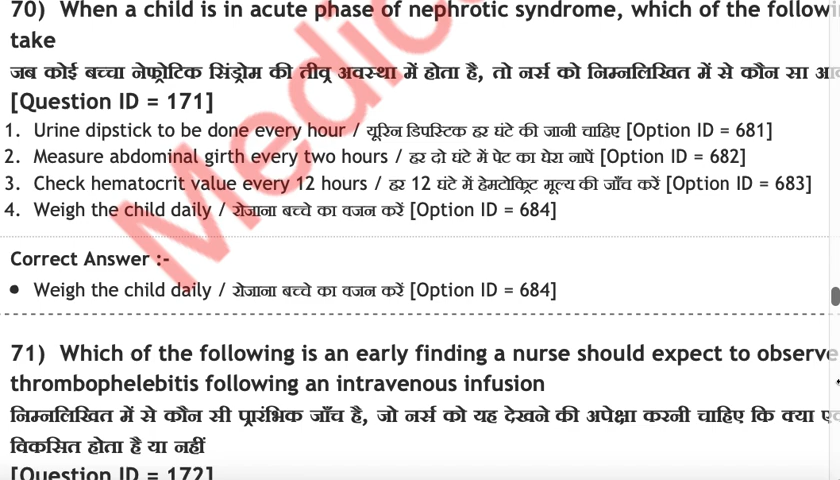 70) When a child is in acute phase of nephrotic syndrome, which of the
take
जब कोई बच्चा नेफ्रोटिक सिंड्रोम की तीव्र अवस्था में होता है, तो नर्स को निम्नलिखित में से कौन सा
[Question ID = 171]
1. Urine dipstick to be done every hour / यूरिन डिपस्टिक हर घंटे की जानी चाहिए [Option ID = 681]
2. Measure abdominal girth every two hours / हर दो घंटे में पेट का घेरा नापें [Option ID = 682]
3. Check hematocrit value every 12 hours / हर 12 घंटे में हेमटोक्रिट मूल्य की जाँच करें [Option ID = 683]
4. Weigh the child daily / रोजाना बच्चे का वजन करें [Option ID = 684]
Correct Answer :-
• Weigh the child daily / रोजाना बच्चे का वजन करें [Option ID = 684]
71) Which of the following is an early finding a nurse should expect to observe
thrombophelebitis following an intravenous infusion
निम्नलिखित में से कौन सी प्रारंभिक जाँच है, जो नर्स को यह देखने की अपेक्षा करनी चाहिए कि क्या
विकसित होता है या नहीं
[Question ID = 172]